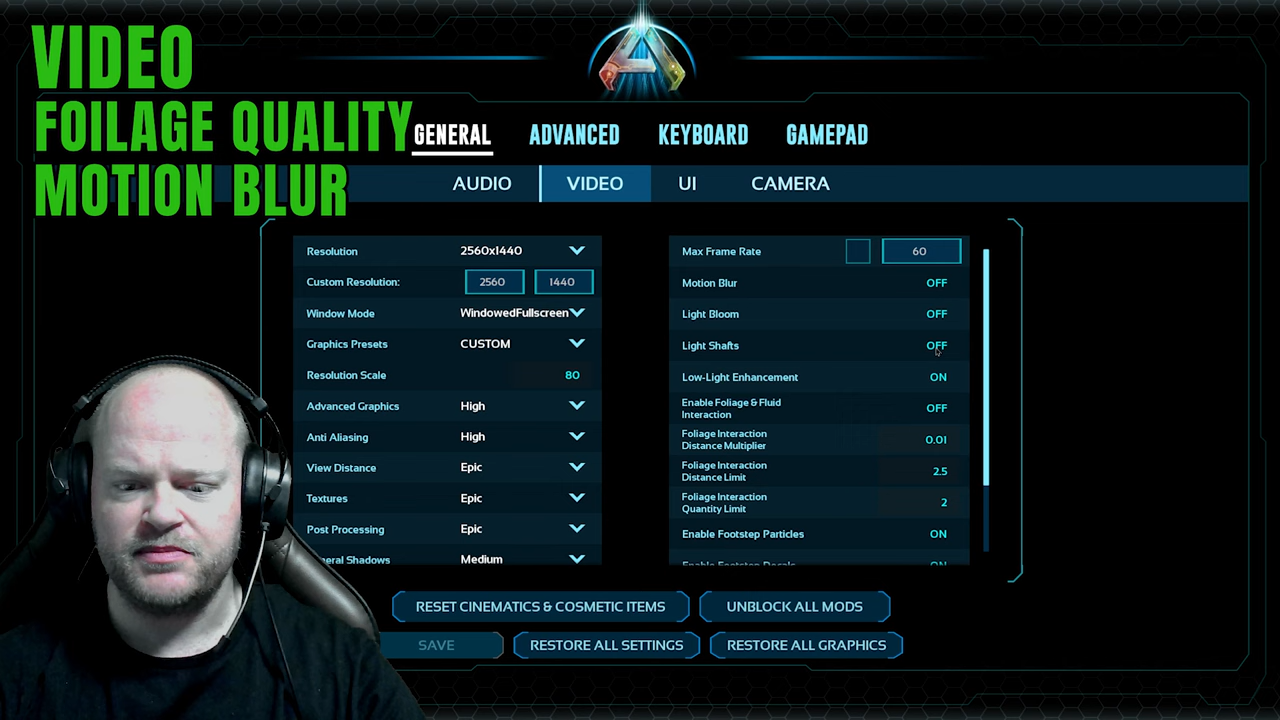 VIDEO
FOILAGE QUALITY
MOTION BLUR
GENERAL ADVANCED KEYBOARD GAMEPAD
AUDIO VIDEO UI CAMERA
Resolution 2560x1440
Custom Resolution: 2560 1440
Window Mode WindowedFullscreen
Graphics Presets CUSTOM
Resolution Scale 80
Advanced Graphics High
Anti Aliasing High
View Distance Epic
Textures Epic
Post Processing Epic
Shadows Medium
Max Frame Rate 60
Motion Blur OFF
Light Bloom OFF
Light Shafts OFF
Low-Light Enhancement ON
Enable Foliage & Fluid
Interaction OFF
Foliage Interaction
Distance Multiplier 0.01
Foliage Interaction
Distance Limit 2.5
Foliage Interaction
Quantity Limit 2
Enable Footstep Particles ON
Enable Footstep Decals ON
RESET CINEMATICS & COSMETIC ITEMS UNBLOCK ALL MODS
SAVE RESTORE ALL SETTINGS RESTORE ALL GRAPHICS